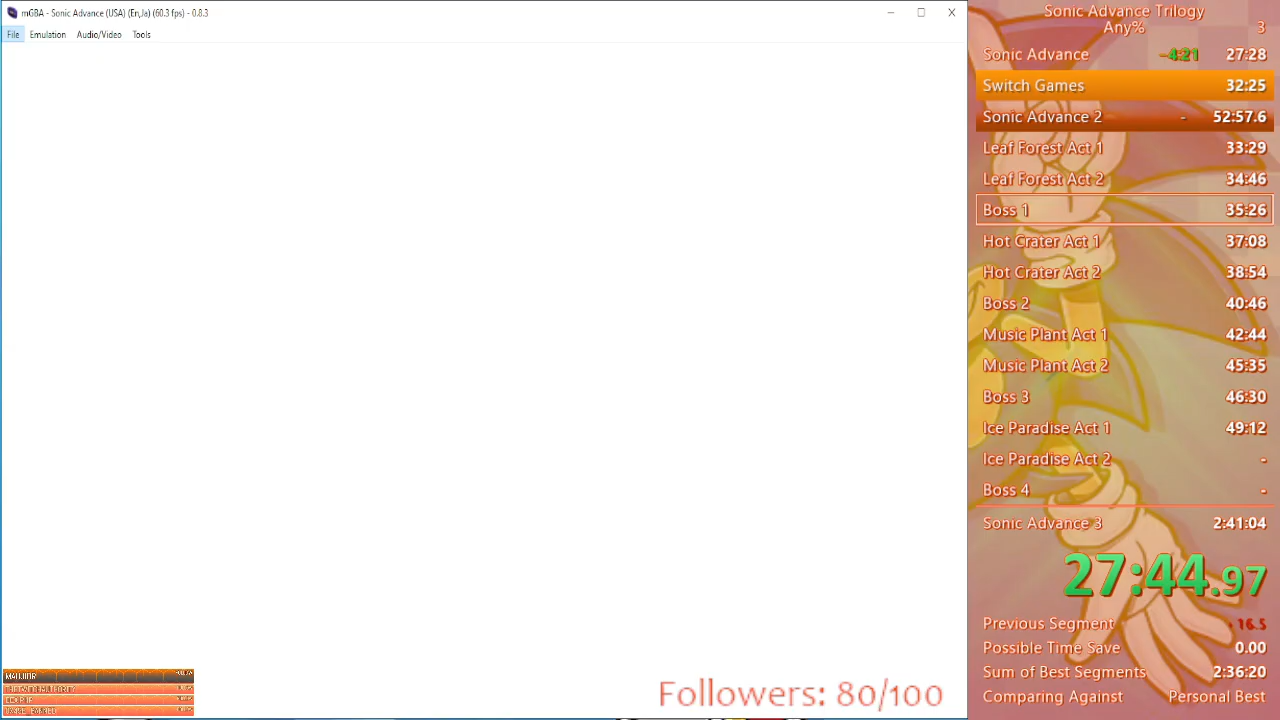 mGBA - Sonic Advance (USA) (En,Ja) (60.3 fps) - 0.8.3
File Emulation Audio/Video Tools
Sonic Advance Trilogy
Any% 3
Sonic Advance -4:21 27:28
Switch Games 32:25
Sonic Advance 2 - 52:57.6
Leaf Forest Act 1 33:29
Leaf Forest Act 2 34:46
Boss 1 35:26
Hot Crater Act 1 37:08
Hot Crater Act 2 38:54
Boss 2 40:46
Music Plant Act 1 42:44
Music Plant Act 2 45:35
Boss 3 46:30
Ice Paradise Act 1 49:12
Ice Paradise Act 2 -
Boss 4 -
Sonic Advance 3 2:41:04
27:44.97
Previous Segment - 16.5
Possible Time Save 0.00
Sum of Best Segments 2:36:20
Comparing Against Personal Best
Followers: 80/100